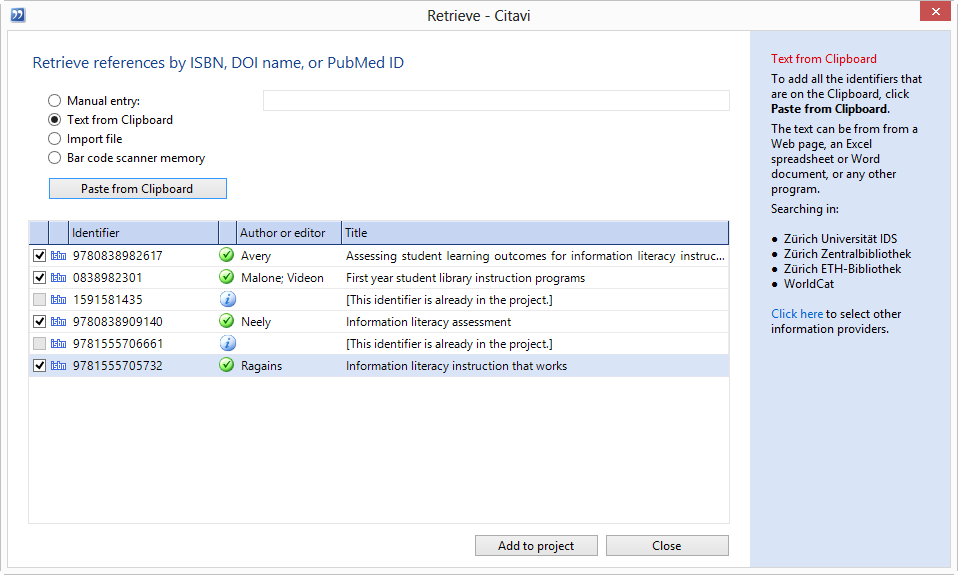 Retrieve - Citavi
Retrieve references by ISBN, DOI name, or PubMed ID
Manual entry:
Text from Clipboard
Import file
Bar code scanner memory
Paste from Clipboard
Identifier Author or editor Title
9780838982617 Avery Assessing student learning outcomes for information literacy instruc...
0838982301 Malone; Videon First year student library instruction programs
1591581435 [This identifier is already in the project.]
9780838909140 Neely Information literacy assessment
9781555706661 [This identifier is already in the project.]
9781555705732 Ragains Information literacy instruction that works
Add to project Close
Text from Clipboard
To add all the identifiers that
are on the Clipboard, click
Paste from Clipboard.
The text can be from from a
Web page, an Excel
spreadsheet or Word
document, or any other
program.
Searching in:
● Zürich Universität IDS
● Zürich Zentralbibliothek
● Zürich ETH-Bibliothek
● WorldCat
Click here to select other
information providers.